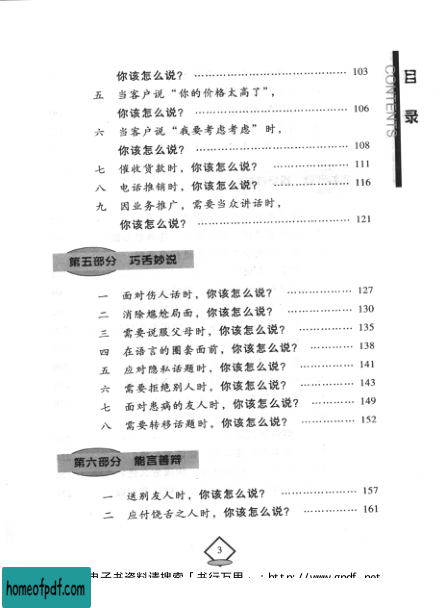 目录
CONTENTS
你该怎么说? …………………………………… 103
五 当客户说“你的价格太高了”,
你该怎么说? …………………………………… 106
六 当客户说“我要考虑考虑”时,
你该怎么说? …………………………………… 108
七 催收货款时,你该怎么说? …………………… 111
八 电话推销时,你该怎么说? …………………… 116
九 因业务推广,需要当众讲话时,
你该怎么说? …………………………………… 121
第五部分 巧舌妙说
一 面对伤人话时,你该怎么说? ……………… 127
二 消除尴尬局面,你该怎么说? ……………… 130
三 需要说服父母时,你该怎么说? …………… 135
四 在语言的圈套面前,你该怎么说? ………… 138
五 应对隐私话题时,你该怎么说? …………… 141
六 需要拒绝别人时,你该怎么说? …………… 143
七 面对患病的友人时,你该怎么说? ………… 149
八 需要转移话题时,你该怎么说? …………… 152
第六部分 能言善辩
一 送别友人时,你该怎么说? ………………… 157
二 应付饶舌之人时,你该怎么说? …………… 161
3
电子书资料请搜索「书行万里」:http://www.gpdf.net
homeofpdf.com